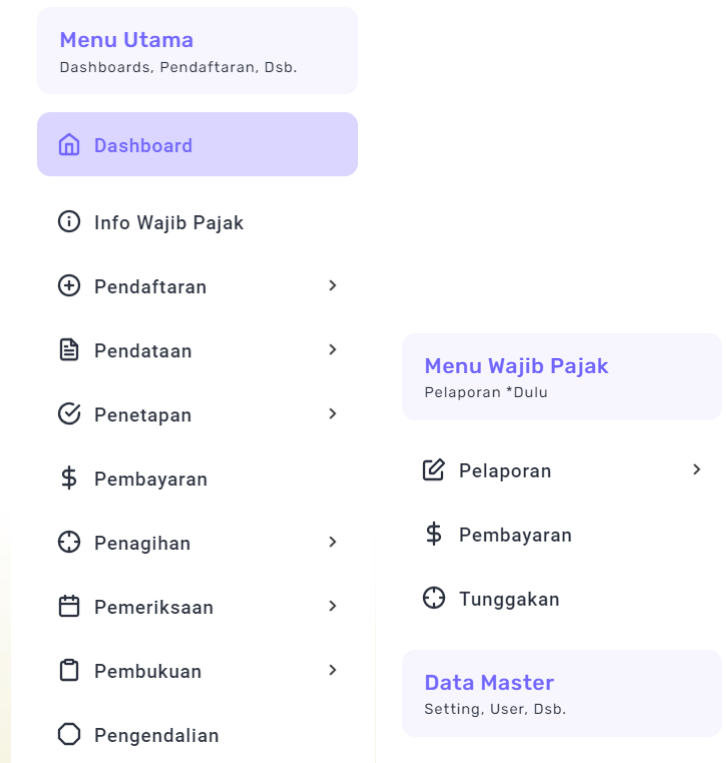 Menu Utama
Dashboards, Pendaftaran, Dsb.
Dashboard
Info Wajib Pajak
Pendaftaran
Pendataan
Penetapan
Pembayaran
Penagihan
Pemeriksaan
Pembukuan
Pengendalian
Menu Wajib Pajak
Pelaporan *Dulu
Pelaporan
Pembayaran
Tunggakan
Data Master
Setting, User, Dsb.